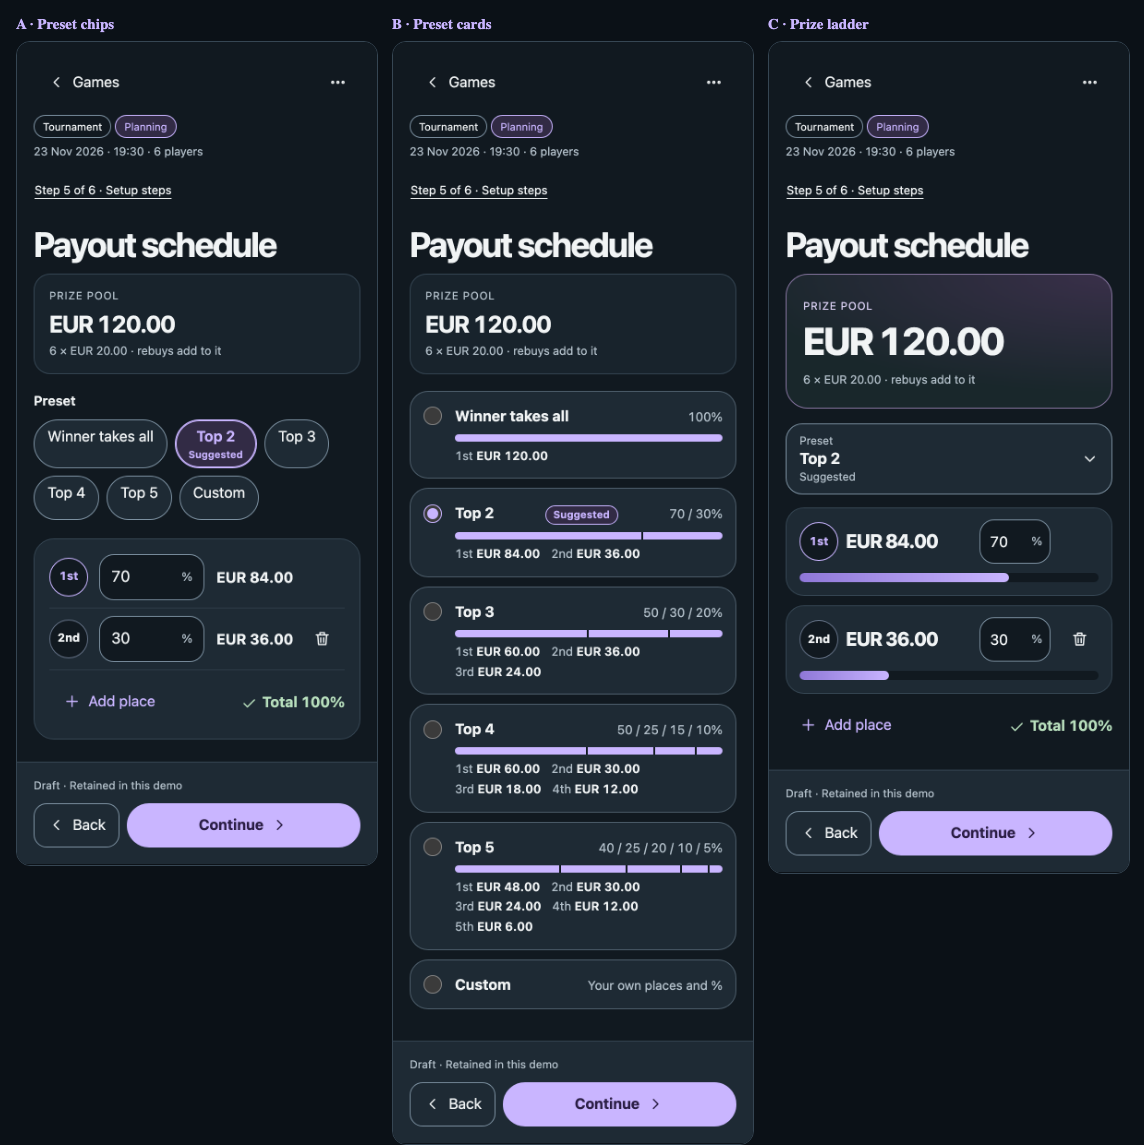 A · Preset chips
Games
Tournament Planning
23 Nov 2026 · 19:30 · 6 players
Step 5 of 6 · Setup steps
Payout schedule
PRIZE POOL
EUR 120.00
6 × EUR 20.00 · rebuys add to it
Preset
Winner takes all Top 2 Top 3
Suggested
Top 4 Top 5 Custom
1st 70 % EUR 84.00
2nd 30 % EUR 36.00
+ Add place ✓ Total 100%
Draft · Retained in this demo
Back Continue
B · Preset cards
Games
Tournament Planning
23 Nov 2026 · 19:30 · 6 players
Step 5 of 6 · Setup steps
Payout schedule
PRIZE POOL
EUR 120.00
6 × EUR 20.00 · rebuys add to it
Winner takes all 100%
1st EUR 120.00
Top 2 Suggested 70 / 30%
1st EUR 84.00 2nd EUR 36.00
Top 3 50 / 30 / 20%
1st EUR 60.00 2nd EUR 36.00
3rd EUR 24.00
Top 4 50 / 25 / 15 / 10%
1st EUR 60.00 2nd EUR 30.00
3rd EUR 18.00 4th EUR 12.00
Top 5 40 / 25 / 20 / 10 / 5%
1st EUR 48.00 2nd EUR 30.00
3rd EUR 24.00 4th EUR 12.00
5th EUR 6.00
Custom Your own places and %
Draft · Retained in this demo
Back Continue
C · Prize ladder
Games
Tournament Planning
23 Nov 2026 · 19:30 · 6 players
Step 5 of 6 · Setup steps
Payout schedule
PRIZE POOL
EUR 120.00
6 × EUR 20.00 · rebuys add to it
Preset
Top 2
Suggested
1st EUR 84.00 70 %
2nd EUR 36.00 30 %
+ Add place ✓ Total 100%
Draft · Retained in this demo
Back Continue